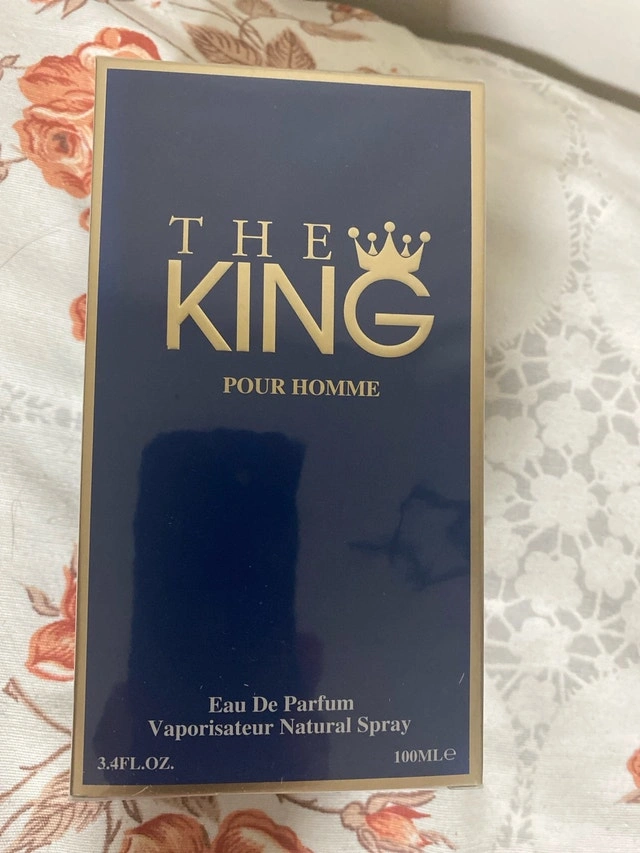 THE
KING
POUR HOMME
Eau De Parfum
Vaporisateur Natural Spray
3.4FL.OZ. 100ML℮